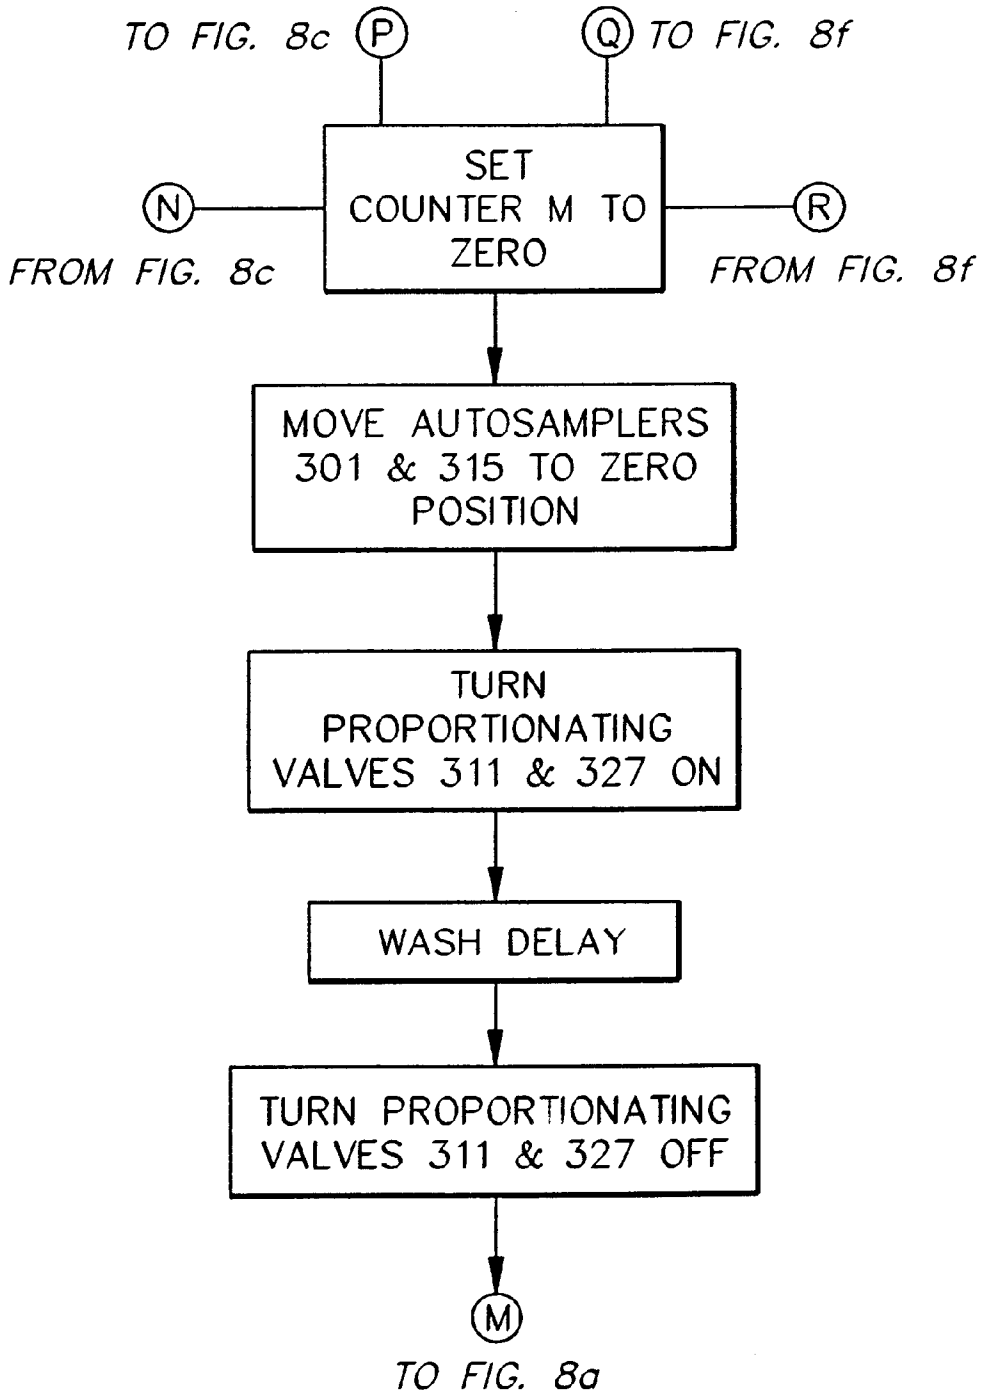 TO FIG. 8c P
Q TO FIG. 8f
SET
COUNTER M TO
ZERO
N
FROM FIG. 8c
R
FROM FIG. 8f
MOVE AUTOSAMPLERS
301 & 315 TO ZERO
POSITION
TURN
PROPORTIONATING
VALVES 311 & 327 ON
WASH DELAY
TURN PROPORTIONATING
VALVES 311 & 327 OFF
M
TO FIG. 8a